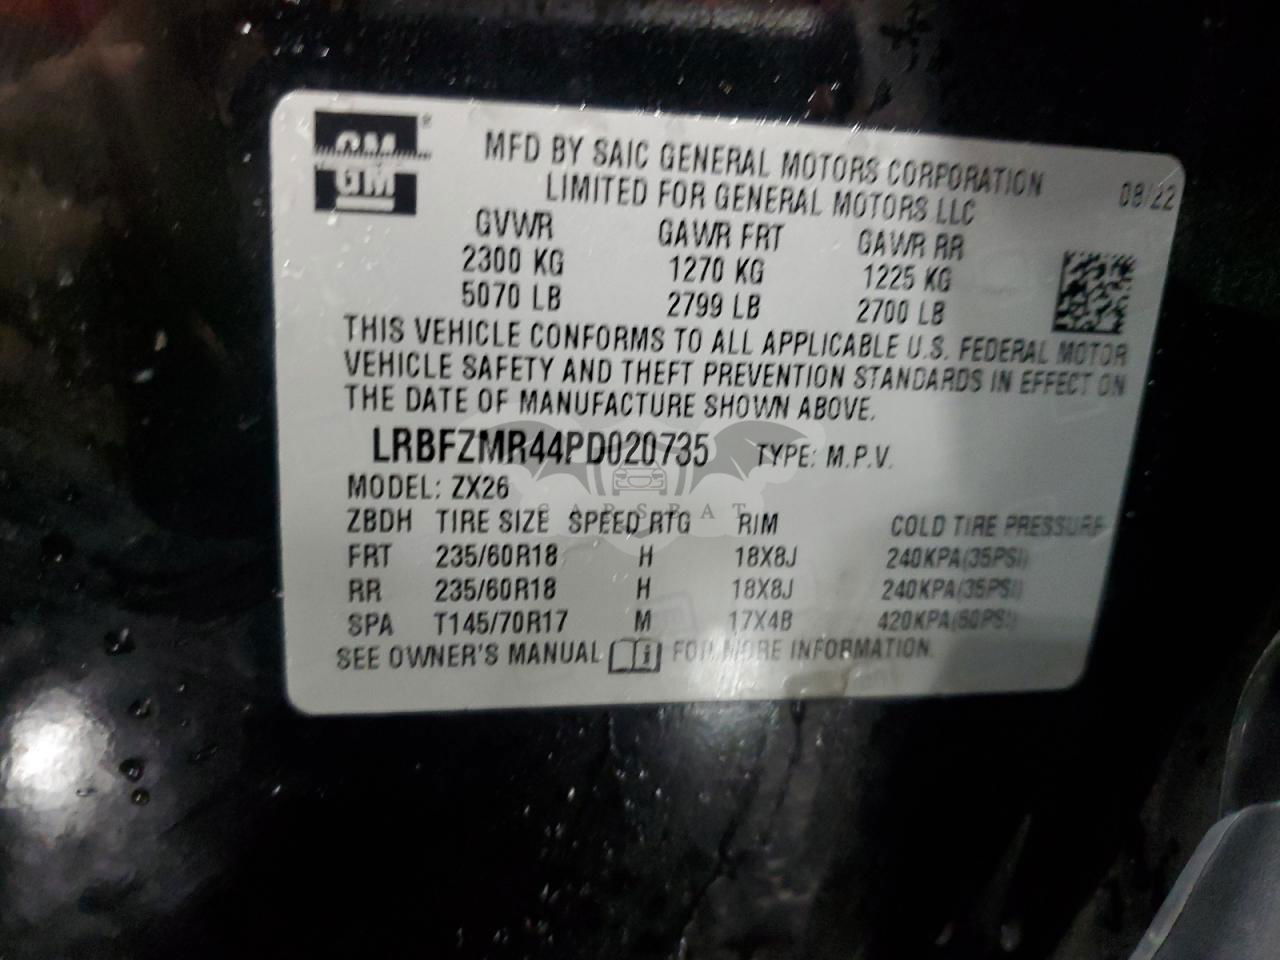 GM ®
MFD BY SAIC GENERAL MOTORS CORPORATION 08/22
LIMITED FOR GENERAL MOTORS LLC
GVWR GAWR FRT GAWR RR
2300 KG 1270 KG 1225 KG
5070 LB 2799 LB 2700 LB
THIS VEHICLE CONFORMS TO ALL APPLICABLE U.S. FEDERAL MOTOR
VEHICLE SAFETY AND THEFT PREVENTION STANDARDS IN EFFECT ON
THE DATE OF MANUFACTURE SHOWN ABOVE.
LRBFZMR44PD020735 TYPE: M.P.V.
MODEL: ZX26
CARSBAT
ZBDH TIRE SIZE SPEED RTG RIM COLD TIRE PRESSURE
FRT 235/60R18 H 18X8J 240KPA(35PSI)
RR 235/60R18 H 18X8J 240KPA(35PSI)
SPA T145/70R17 M 17X4B 420KPA(60PSI)
SEE OWNER'S MANUAL i FOR MORE INFORMATION.